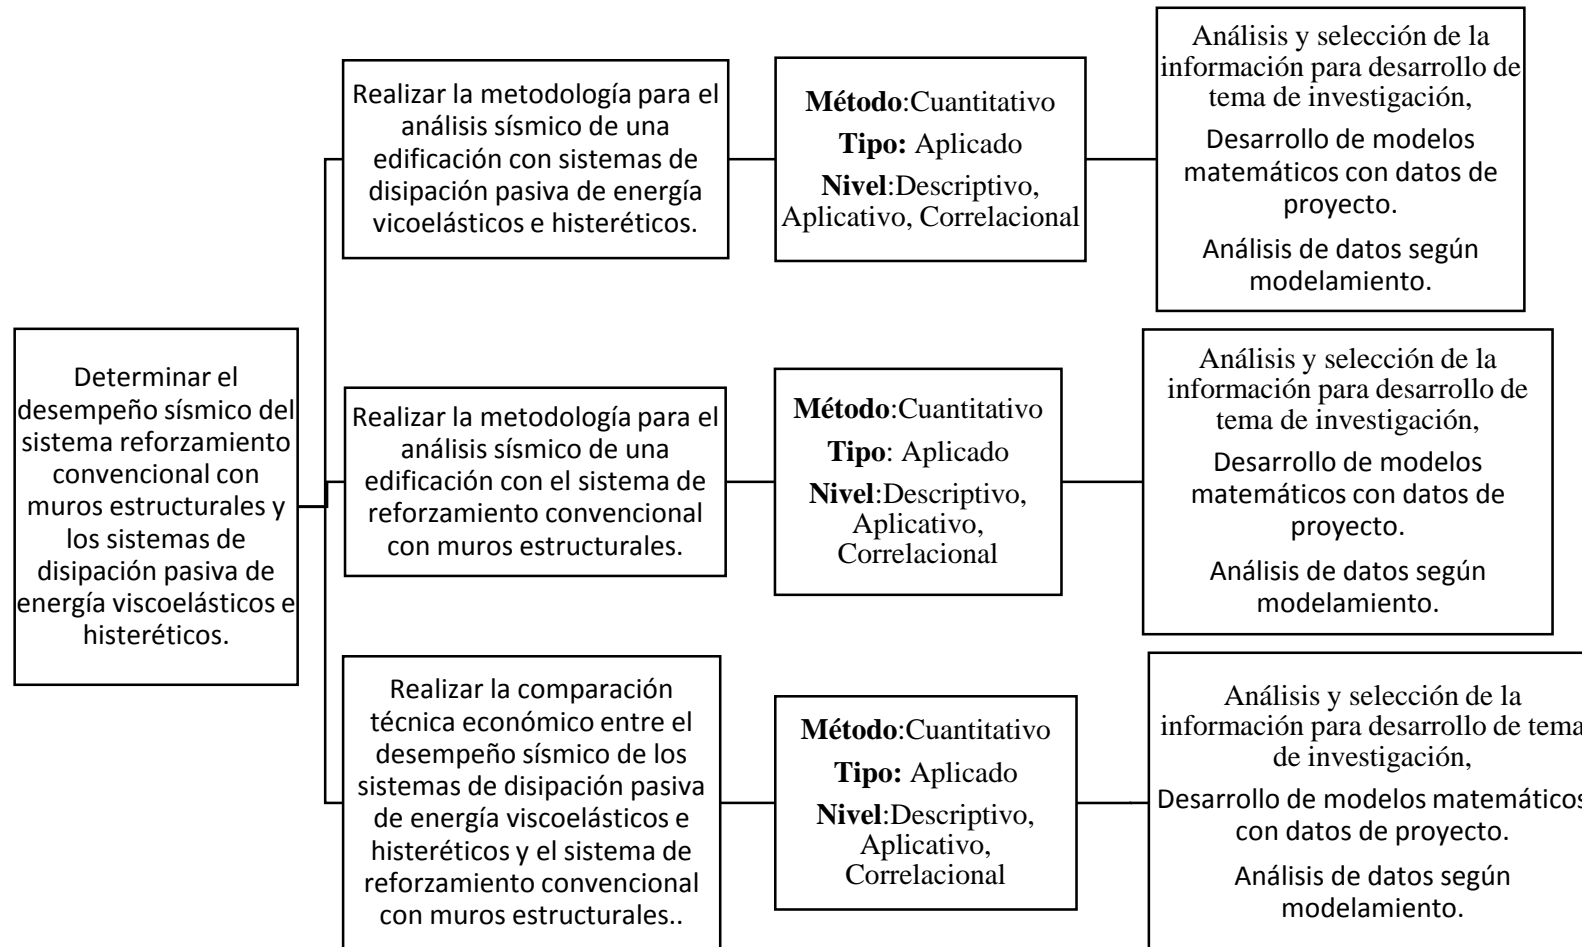 Determinar el
desempeño sísmico del
sistema reforzamiento
convencional con
muros estructurales y
los sistemas de
disipación pasiva de
energía viscoelásticos e
histeréticos.
Realizar la metodología para el
análisis sísmico de una
edificación con sistemas de
disipación pasiva de energía
vicoelásticos e histeréticos.
Método:Cuantitativo
Tipo: Aplicado
Nivel:Descriptivo,
Aplicativo, Correlacional
Análisis y selección de la
información para desarrollo de
tema de investigación,
Desarrollo de modelos
matemáticos con datos de
proyecto.
Análisis de datos según
modelamiento.
Realizar la metodología para el
análisis sísmico de una
edificación con el sistema de
reforzamiento convencional
con muros estructurales.
Método:Cuantitativo
Tipo: Aplicado
Nivel:Descriptivo,
Aplicativo,
Correlacional
Análisis y selección de la
información para desarrollo de
tema de investigación,
Desarrollo de modelos
matemáticos con datos de
proyecto.
Análisis de datos según
modelamiento.
Realizar la comparación
técnica económico entre el
desempeño sísmico de los
sistemas de disipación pasiva
de energía viscoelásticos e
histeréticos y el sistema de
reforzamiento convencional
con muros estructurales..
Método:Cuantitativo
Tipo: Aplicado
Nivel:Descriptivo,
Aplicativo,
Correlacional
Análisis y selección de la
información para desarrollo de tema
de investigación,
Desarrollo de modelos matemáticos
con datos de proyecto.
Análisis de datos según
modelamiento.